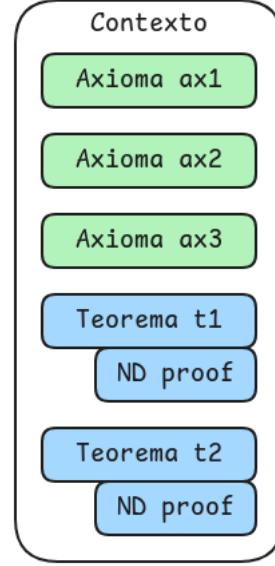 Contexto
Axioma ax1
Axioma ax2
Axioma ax3
Teorema t1
ND proof
Teorema t2
ND proof